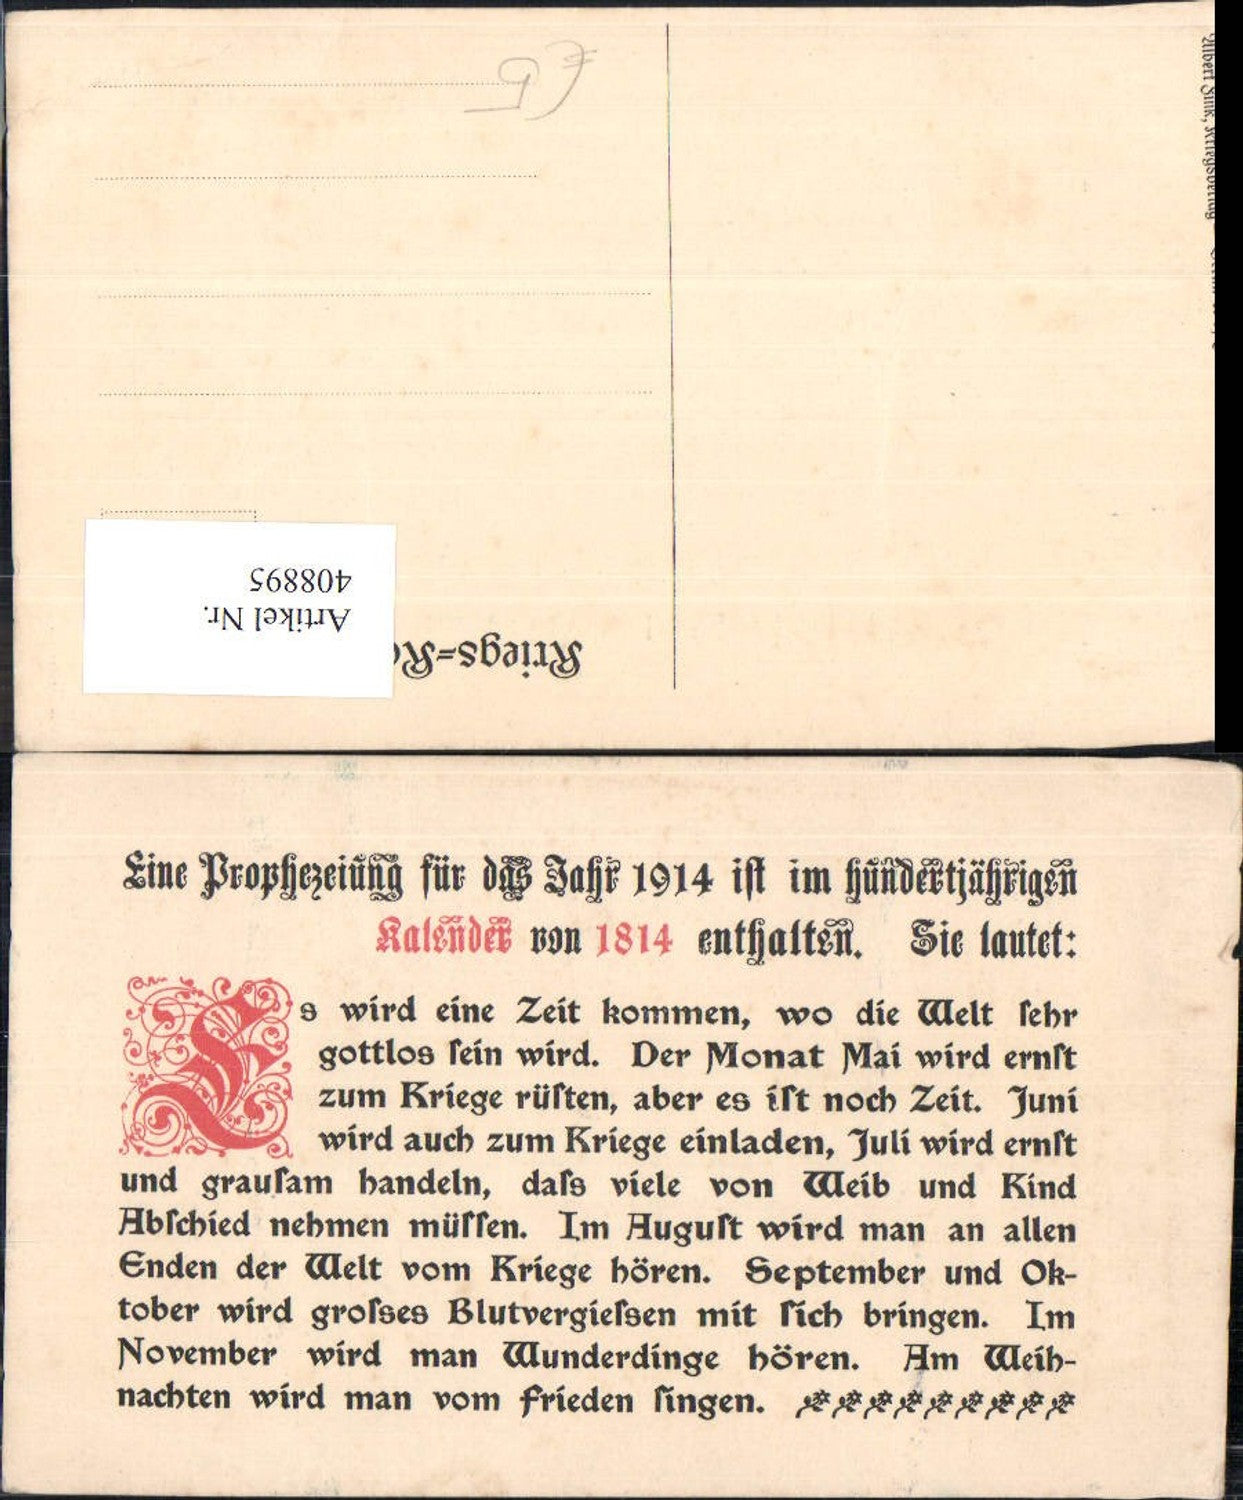 € 5
408895
Artikel Nr.
Kriegs=
Eine Prophezeiung für das Jahr 1914 ist im hundertjährigen
Kalender von 1814 enthalten. Sie lautet:
Es wird eine Zeit kommen, wo die Welt ſehr
gottlos ſein wird. Der Monat Mai wird ernſt
zum Kriege rüſten, aber es iſt noch Zeit. Juni
wird auch zum Kriege einladen, Juli wird ernſt
und grauſam handeln, daſs viele von Weib und Kind
Abſchied nehmen müſſen. Im Auguſt wird man an allen
Enden der Welt vom Kriege hören. September und Ok-
tober wird groſses Blutvergieſsen mit ſich bringen. Im
November wird man Wunderdinge hören. Am Weih-
nachten wird man vom Frieden ſingen.